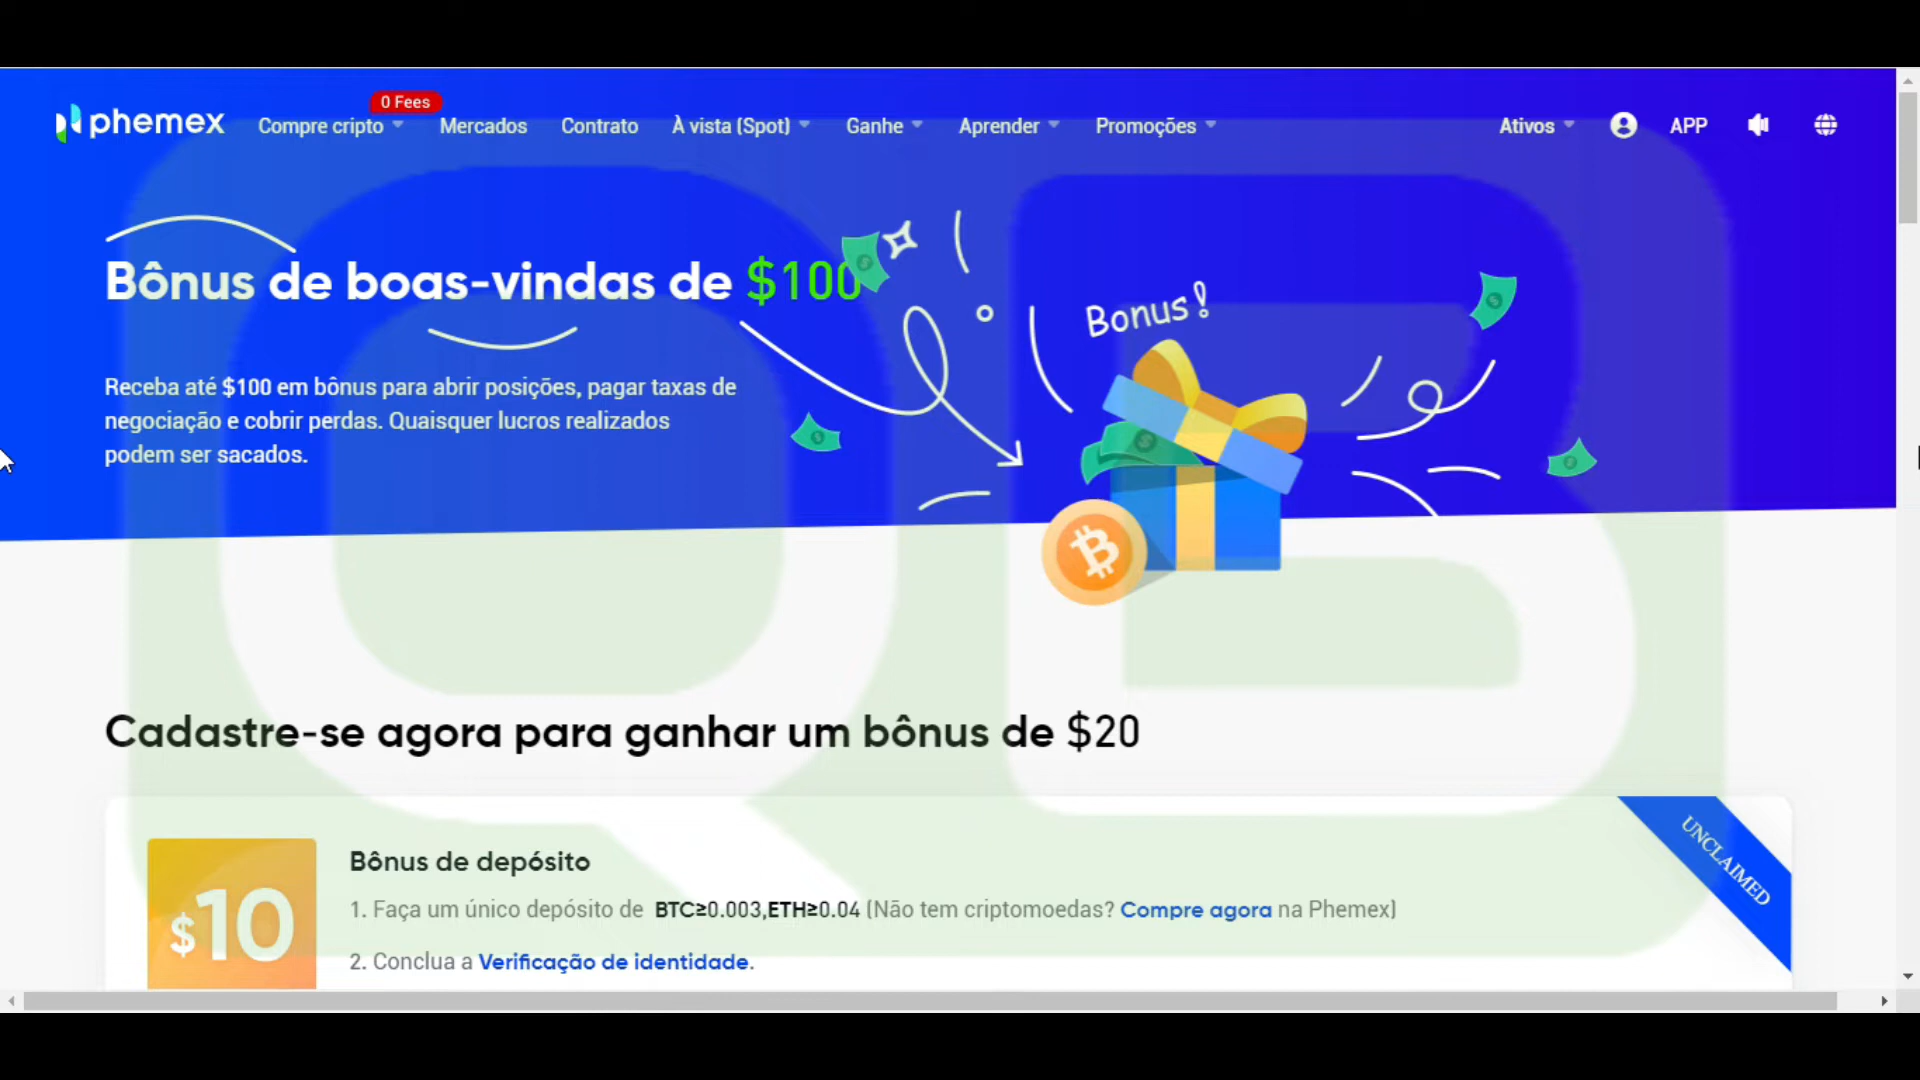 0 Fees
phemex Compre cripto Mercados Contrato À vista (Spot) Ganhe Aprender Promoções Ativos APP
Bônus de boas-vindas de $100
Bonus!
Receba até $100 em bônus para abrir posições, pagar taxas de
negociação e cobrir perdas. Quaisquer lucros realizados
podem ser sacados.
Cadastre-se agora para ganhar um bônus de $20
UNCLAIMED
$10
Bônus de depósito
1. Faça um único depósito de BTC≥0.003,ETH≥0.04 (Não tem criptomoedas? Compre agora na Phemex)
2. Conclua a Verificação de identidade.